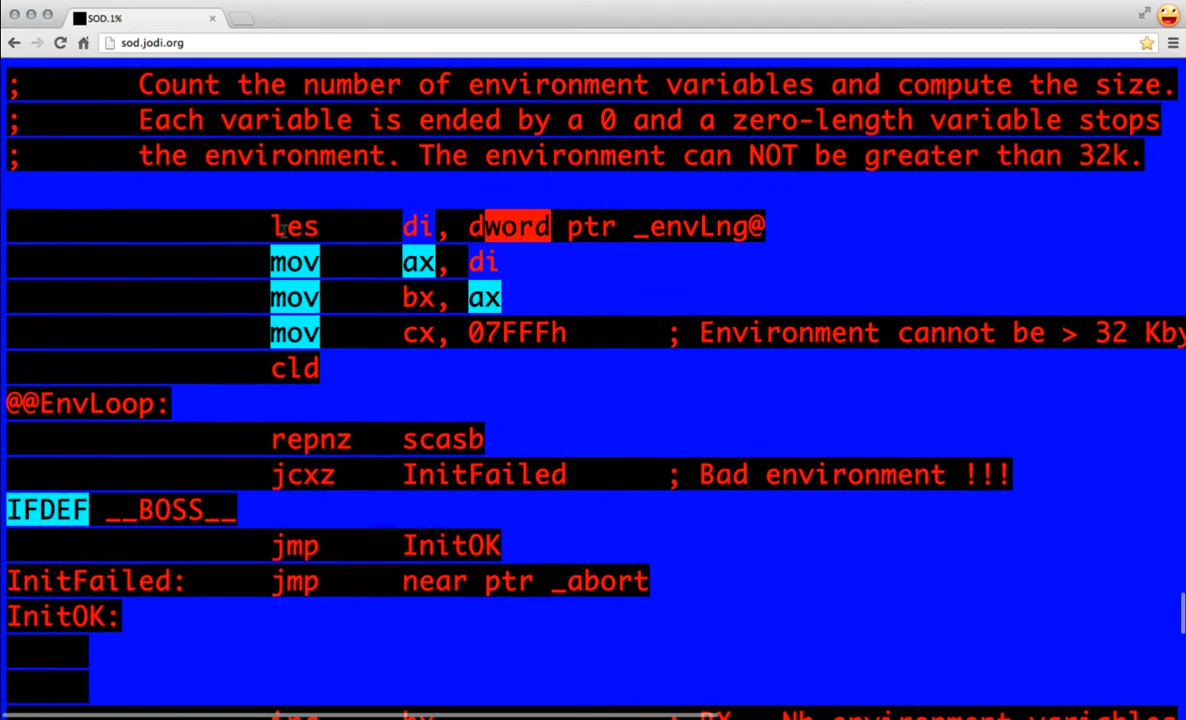 SOD.1%
sod.jodi.org
; Count the number of environment variables and compute the size.
; Each variable is ended by a 0 and a zero-length variable stops
; the environment. The environment can NOT be greater than 32k.
les di, dword ptr _envLng@
mov ax, di
mov bx, ax
mov cx, 07FFFh ; Environment cannot be > 32 Kby
cld
@@EnvLoop:
repnz scasb
jcxz InitFailed ; Bad environment !!!
IFDEF __BOSS__
jmp InitOK
InitFailed: jmp near ptr _abort
InitOK: